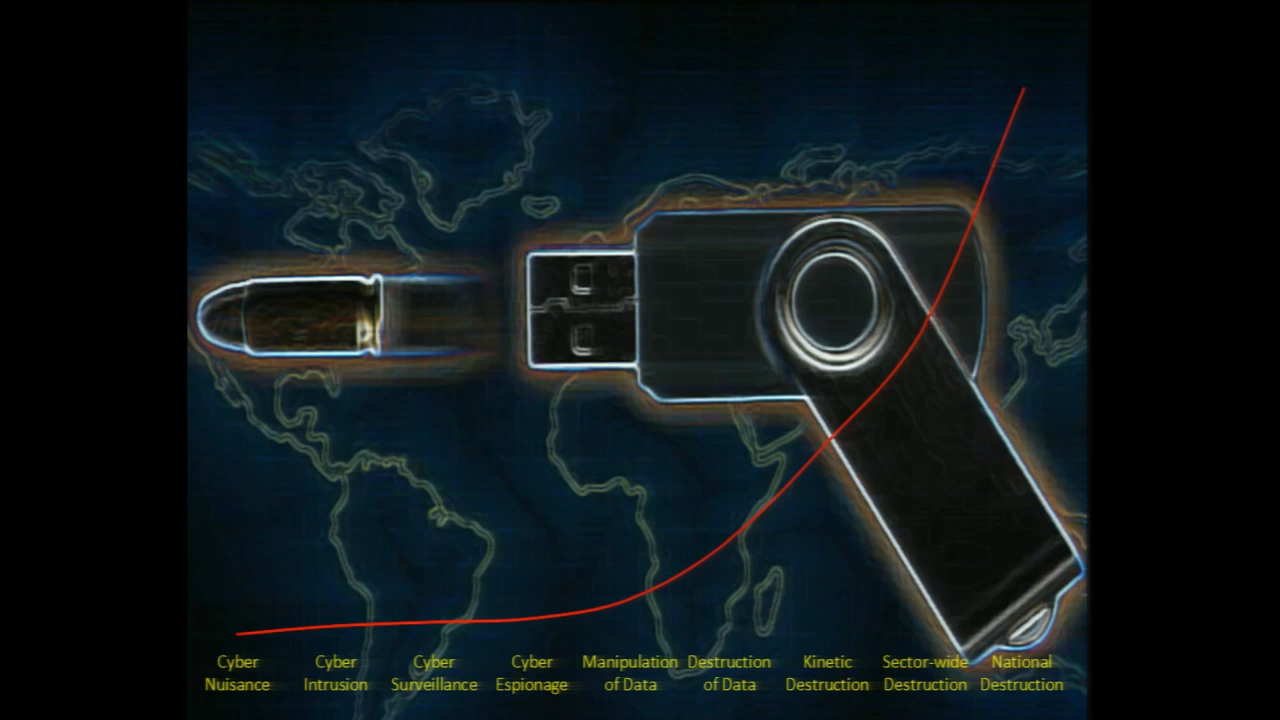 Cyber Nuisance
Cyber Intrusion
Cyber Surveillance
Cyber Espionage
Manipulation of Data
Destruction of Data
Kinetic Destruction
Sector-wide Destruction
National Destruction